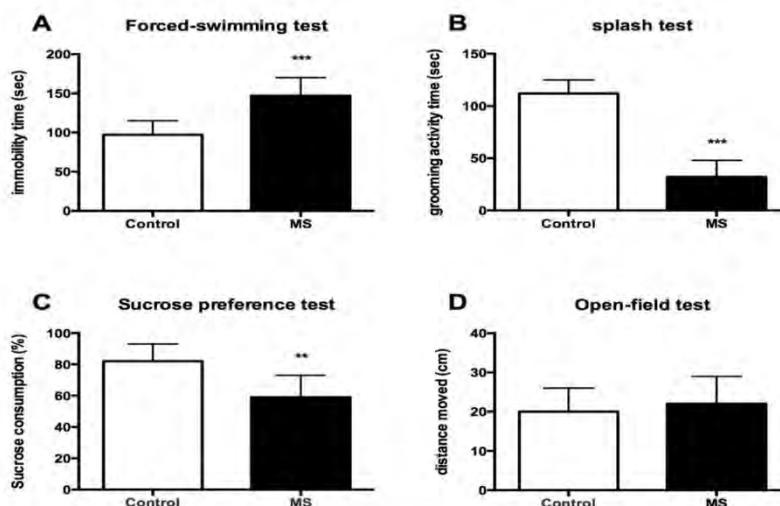 A
Forced-swimming test
immobility time (sec)
200
***
150
100
50
0
Control
MS
B
splash test
grooming activity time (sec)
150
100
***
50
0
Control
MS
C
Sucrose preference test
Sucrose consumption (%)
100
80
**
60
40
20
0
Control
MS
D
Open-field test
distance moved (cm)
40
30
20
10
0
Control
MS